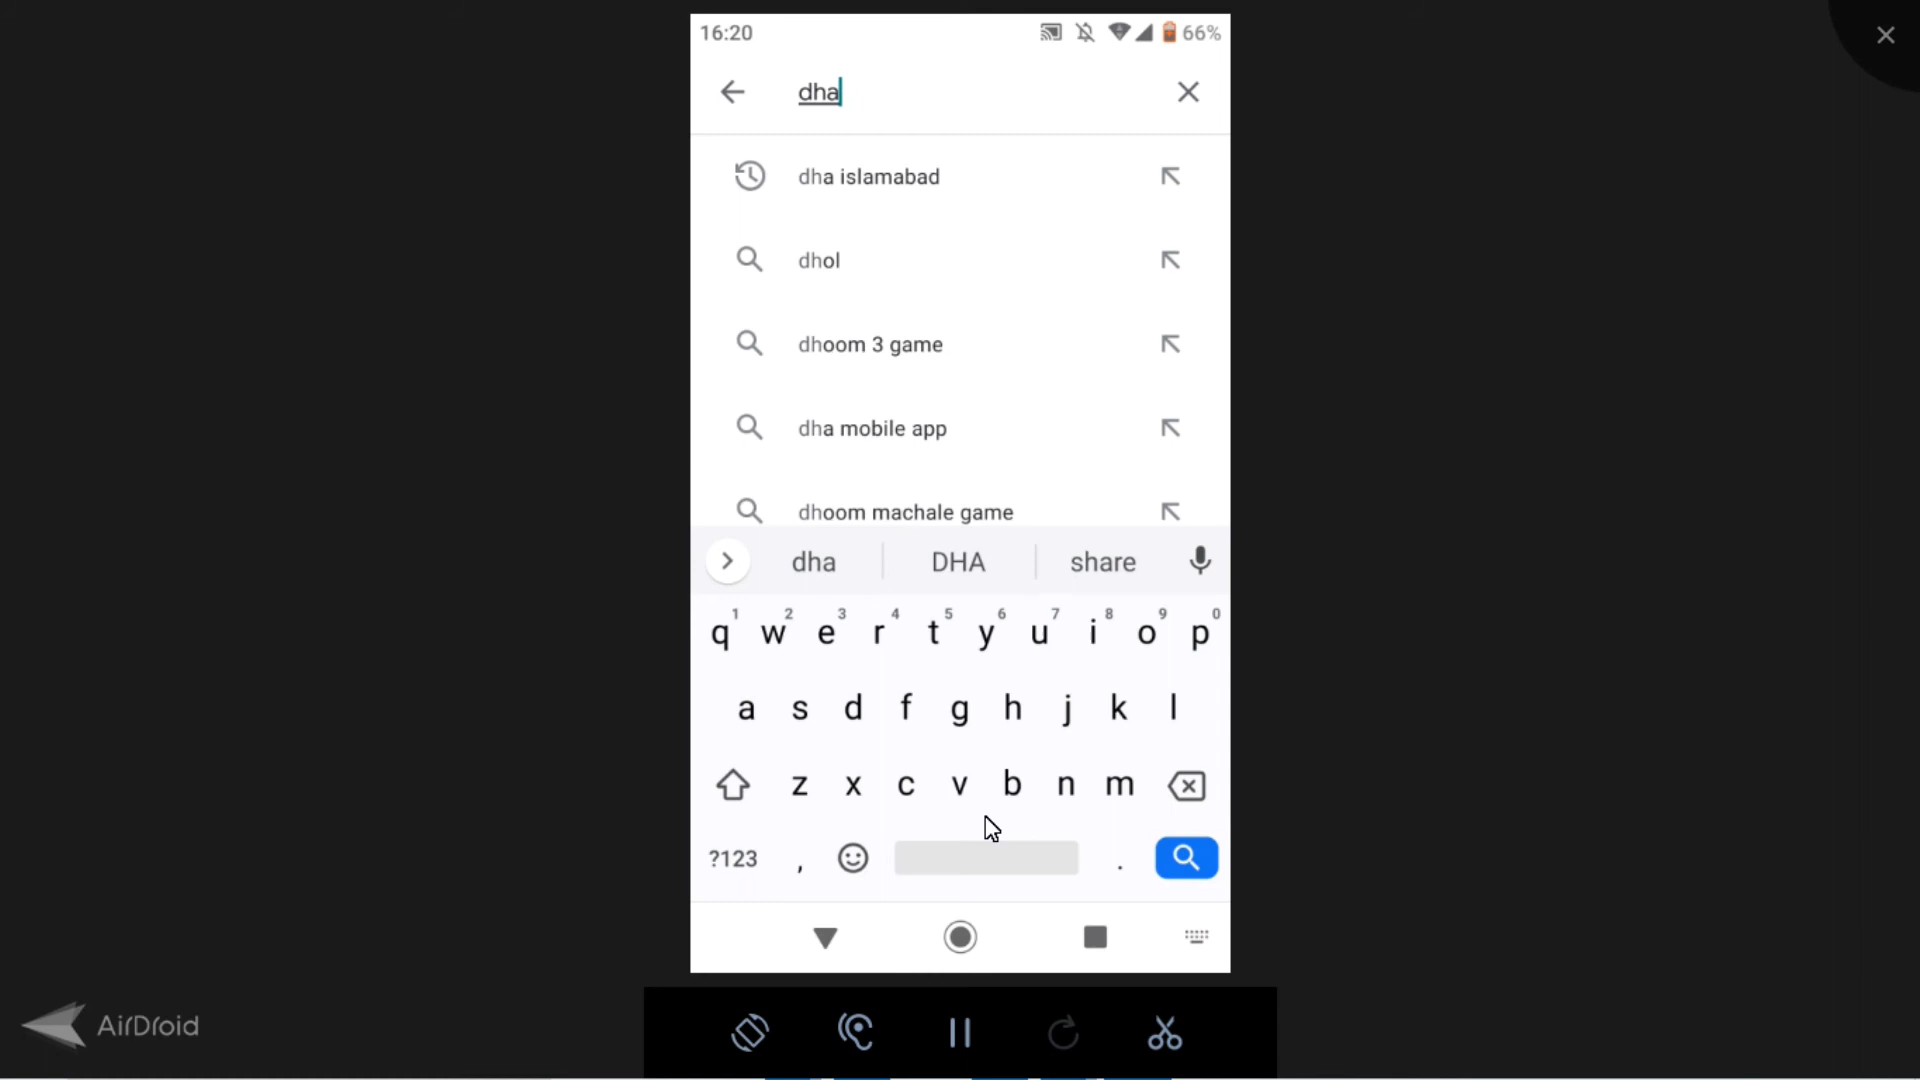 16:20 66%
dha
dha islamabad
dhol
dhoom 3 game
dha mobile app
dhoom machale game
dha DHA share
1 2 3 4 5 6 7 8 9 0
q w e r t y u i o p
a s d f g h j k l
z x c v b n m
?123 , .
AirDroid